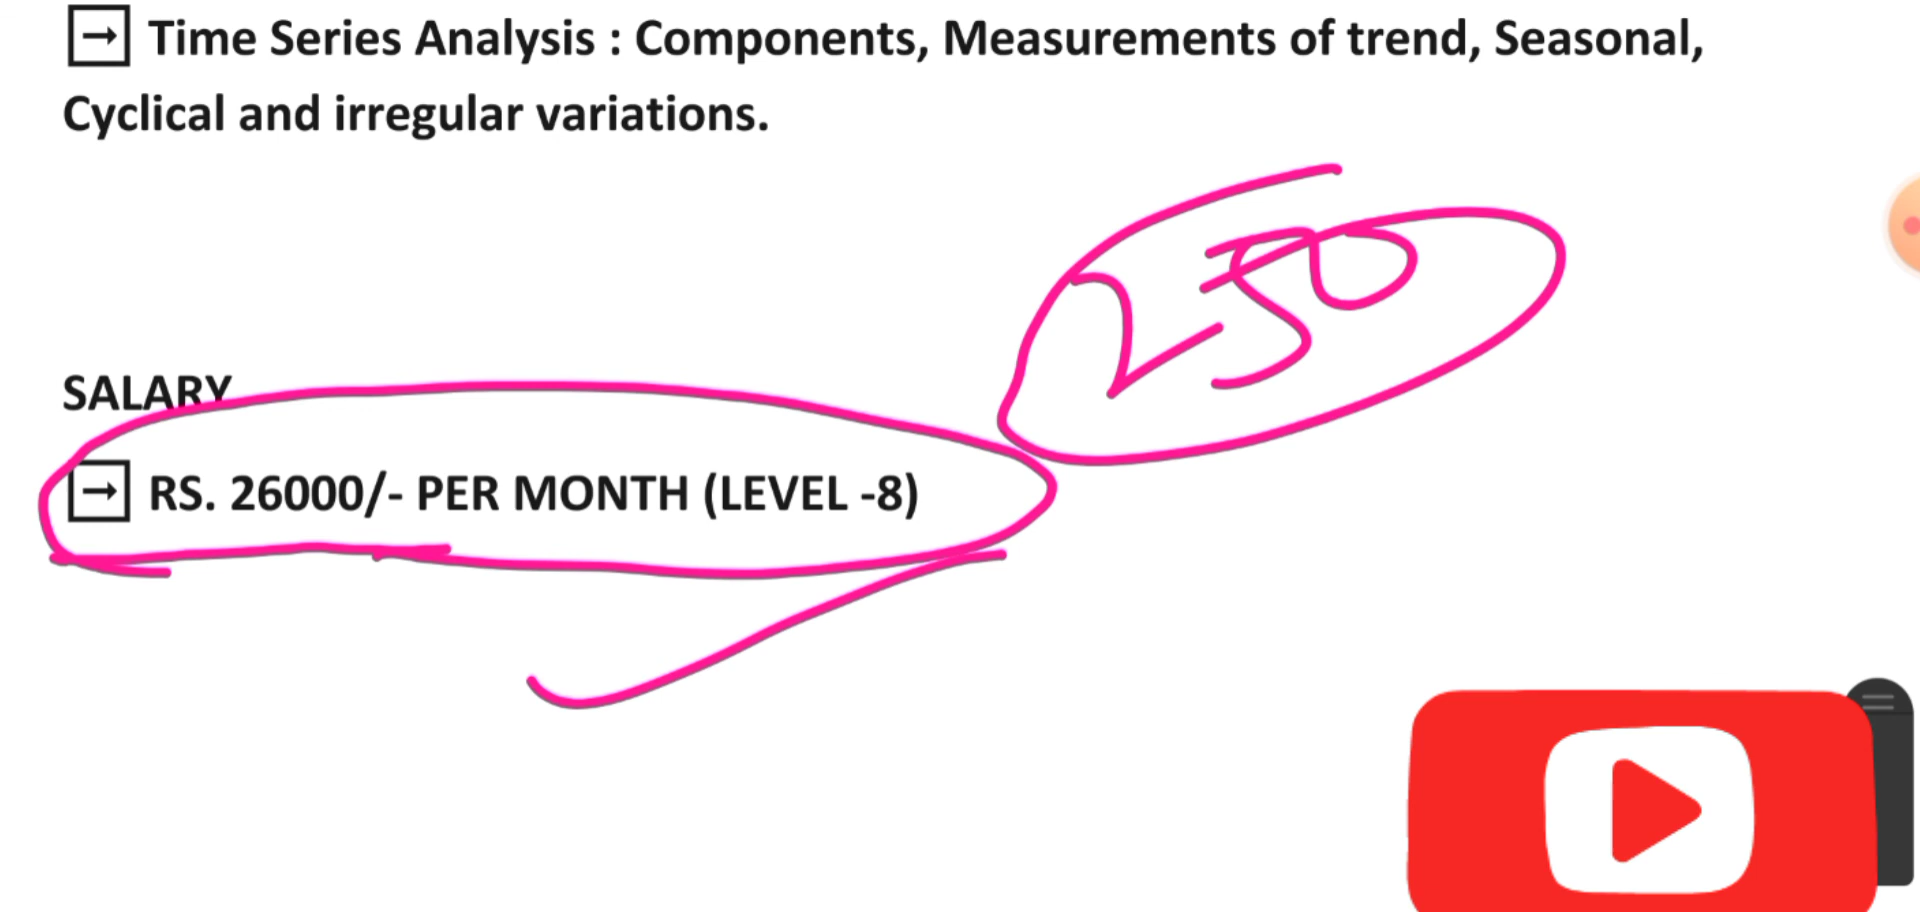 → Time Series Analysis : Components, Measurements of trend, Seasonal,
Cyclical and irregular variations.
250
SALARY
→ RS. 26000/- PER MONTH (LEVEL -8)